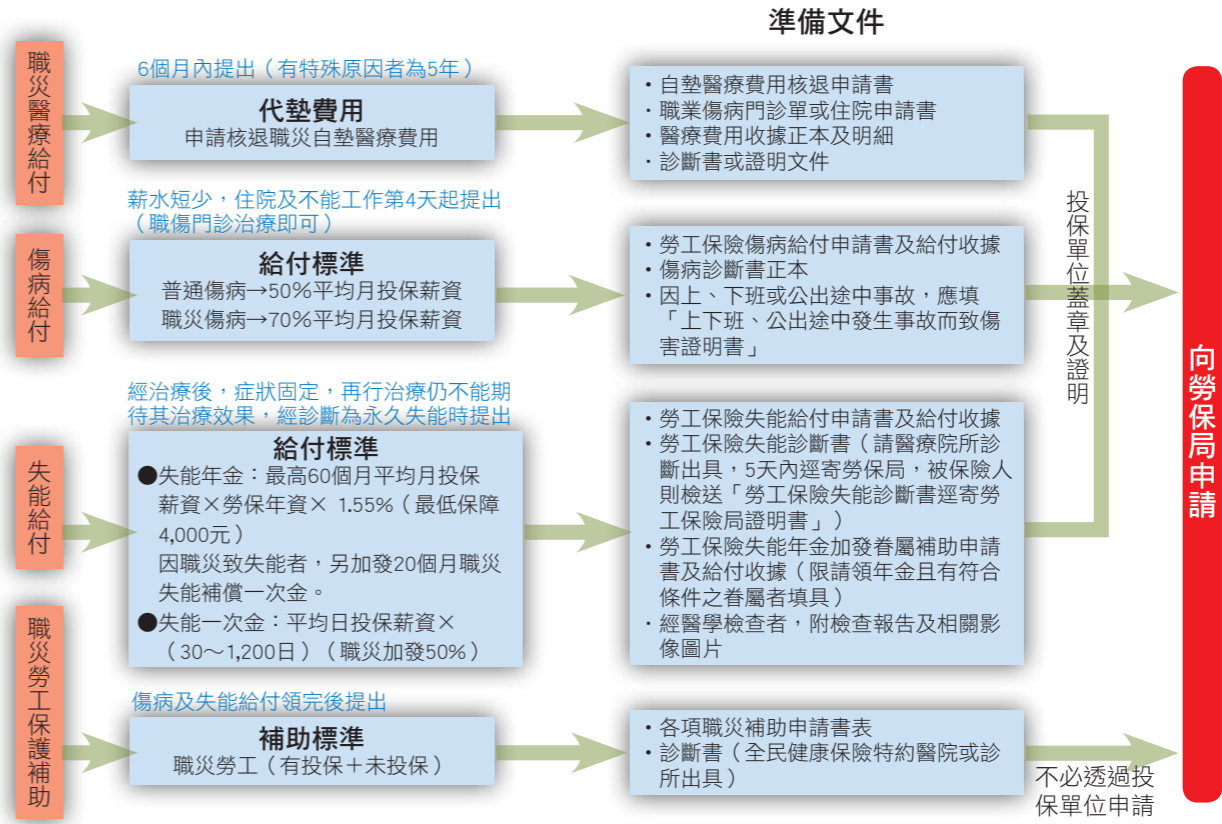 準備文件
職災醫療給付
6個月內提出（有特殊原因者為5年）
代墊費用
申請核退職災自墊醫療費用
・自墊醫療費用核退申請書
・職業傷病門診單或住院申請書
・醫療費用收據正本及明細
・診斷書或證明文件
傷病給付
薪水短少，住院及不能工作第4天起提出
（職傷門診治療即可）
給付標準
普通傷病→50%平均月投保薪資
職災傷病→70%平均月投保薪資
・勞工保險傷病給付申請書及給付收據
・傷病診斷書正本
・因上、下班或公出途中事故，應填
「上下班、公出途中發生事故而致傷
害證明書」
失能給付
經治療後，症狀固定，再行治療仍不能期
待其治療效果，經診斷為永久失能時提出
給付標準
●失能年金：最高60個月平均月投保
薪資×勞保年資× 1.55%（最低保障
4,000元）
因職災致失能者，另加發20個月職災
失能補償一次金。
●失能一次金：平均日投保薪資×
（30～1,200日）（職災加發50%）
・勞工保險失能給付申請書及給付收據
・勞工保險失能診斷書（請醫療院所診
斷出具，5天內逕寄勞保局，被保險人
則檢送「勞工保險失能診斷書逕寄勞
工保險局證明書」）
・勞工保險失能年金加發眷屬補助申請
書及給付收據（限請領年金且有符合
條件之眷屬者填具）
・經醫學檢查者，附檢查報告及相關影
像圖片
投保單位蓋章及證明
職災勞工保護補助
傷病及失能給付領完後提出
補助標準
職災勞工（有投保＋未投保）
・各項職災補助申請書表
・診斷書（全民健康保險特約醫院或診
所出具）
不必透過投
保單位申請
向勞保局申請